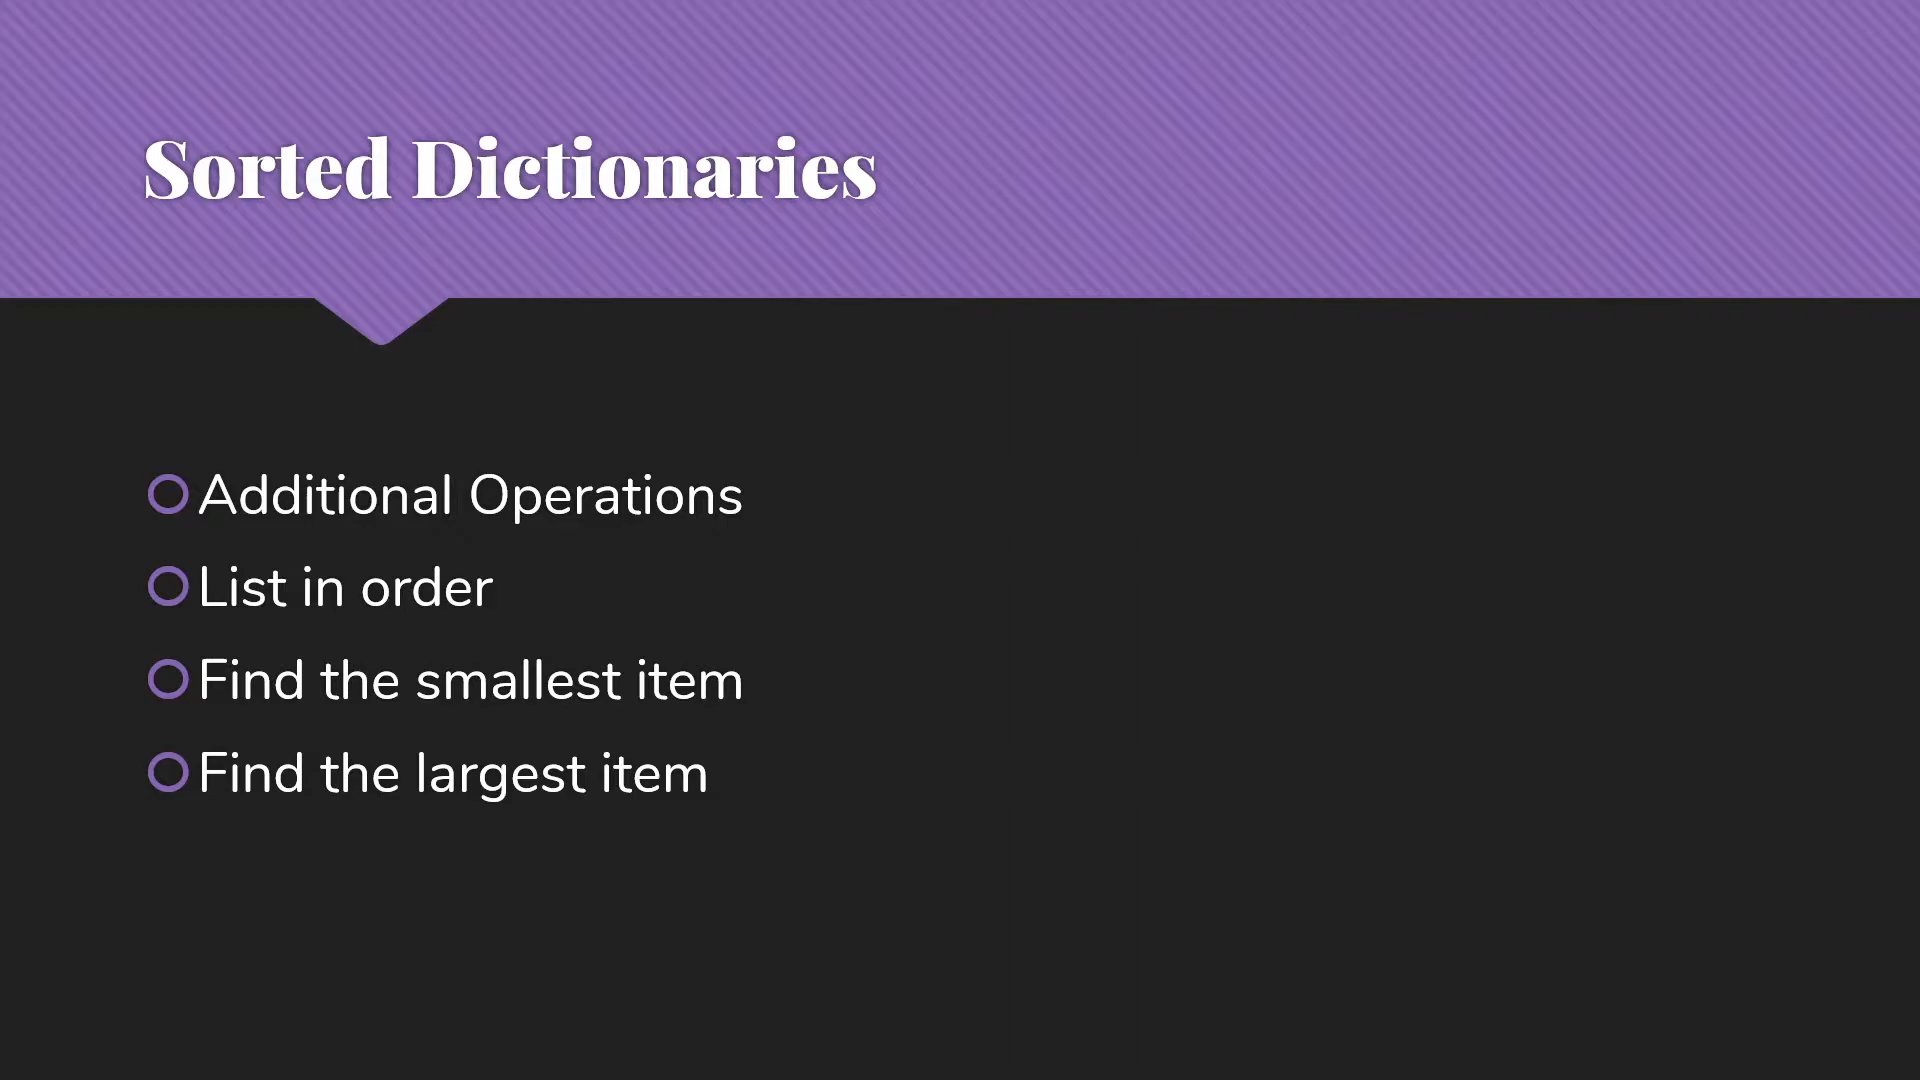 Sorted Dictionaries
Additional Operations
List in order
Find the smallest item
Find the largest item